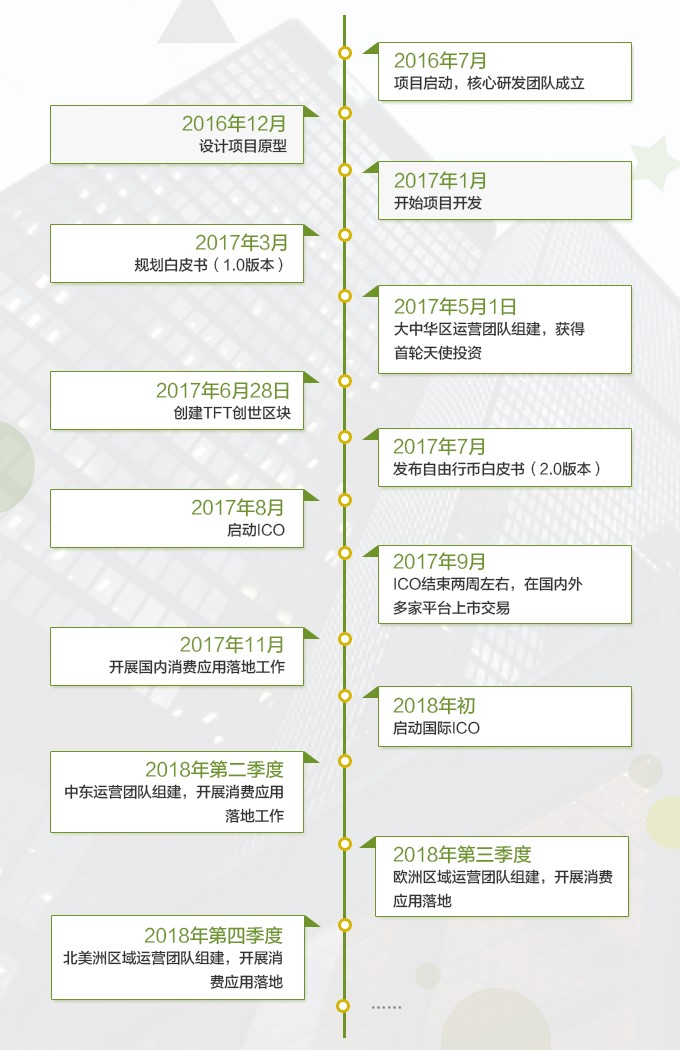 2016年7月
项目启动，核心研发团队成立
2016年12月
设计项目原型
2017年1月
开始项目开发
2017年3月
规划白皮书（1.0版本）
2017年5月1日
大中华区运营团队组建，获得
首轮天使投资
2017年6月28日
创建TFT创世区块
2017年7月
发布自由行币白皮书（2.0版本）
2017年8月
启动ICO
2017年9月
ICO结束两周左右，在国内外
多家平台上市交易
2017年11月
开展国内消费应用落地工作
2018年初
启动国际ICO
2018年第二季度
中东运营团队组建，开展消费应用
落地工作
2018年第三季度
欧洲区域运营团队组建，开展消费
应用落地
2018年第四季度
北美洲区域运营团队组建，开展消
费应用落地
……